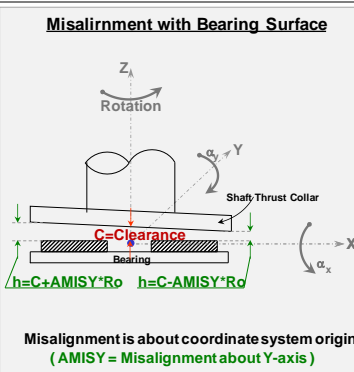 Misalirnment with Bearing Surface
Z
Rotation
αy Y
Shaft Thrust Collar
C=Clearance
X
Bearing
αx
h=C+AMISY*Ro h=C-AMISY*Ro
Misalignment is about coordinate system origin
( AMISY = Misalignment about Y-axis )